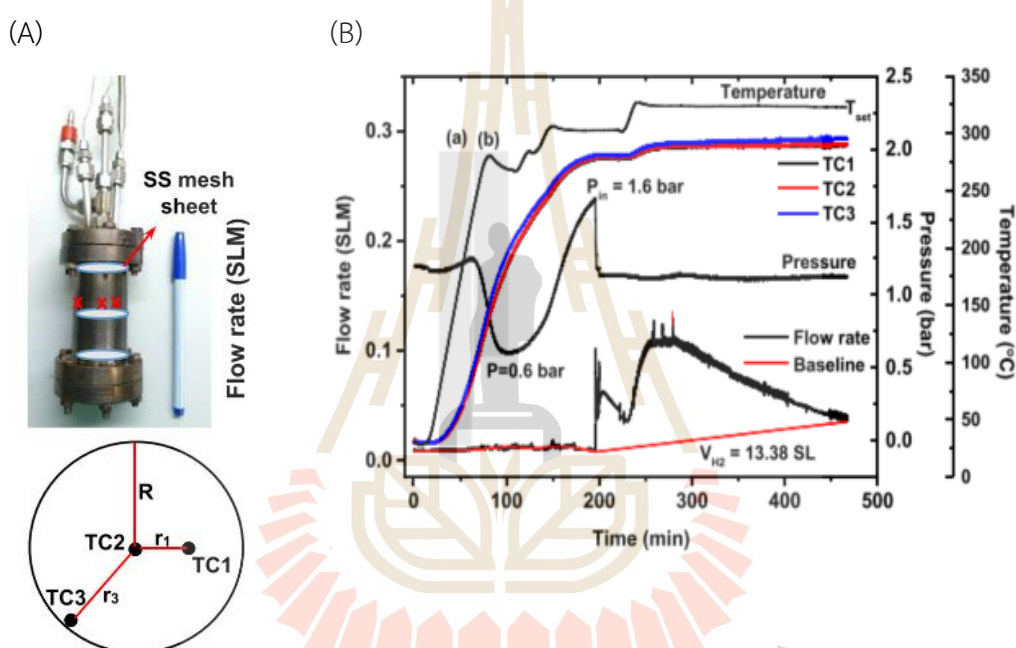 (A)
(B)
SS mesh
sheet
Flow rate (SLM)
R
TC2
r₁
TC1
TC3
r₃
Flow rate (SLM)
0.3
0.2
0.1
0.0
(a) (b)
Temperature
T_set
P_in = 1.6 bar
TC1
TC2
TC3
Pressure
P=0.6 bar
Flow rate
Baseline
V_H2 = 13.38 SL
0 100 200 300 400 500
Time (min)
2.5
2.0
1.5
1.0
0.5
0.0
Pressure (bar)
350
300
250
200
150
100
50
0
Temperature (°C)